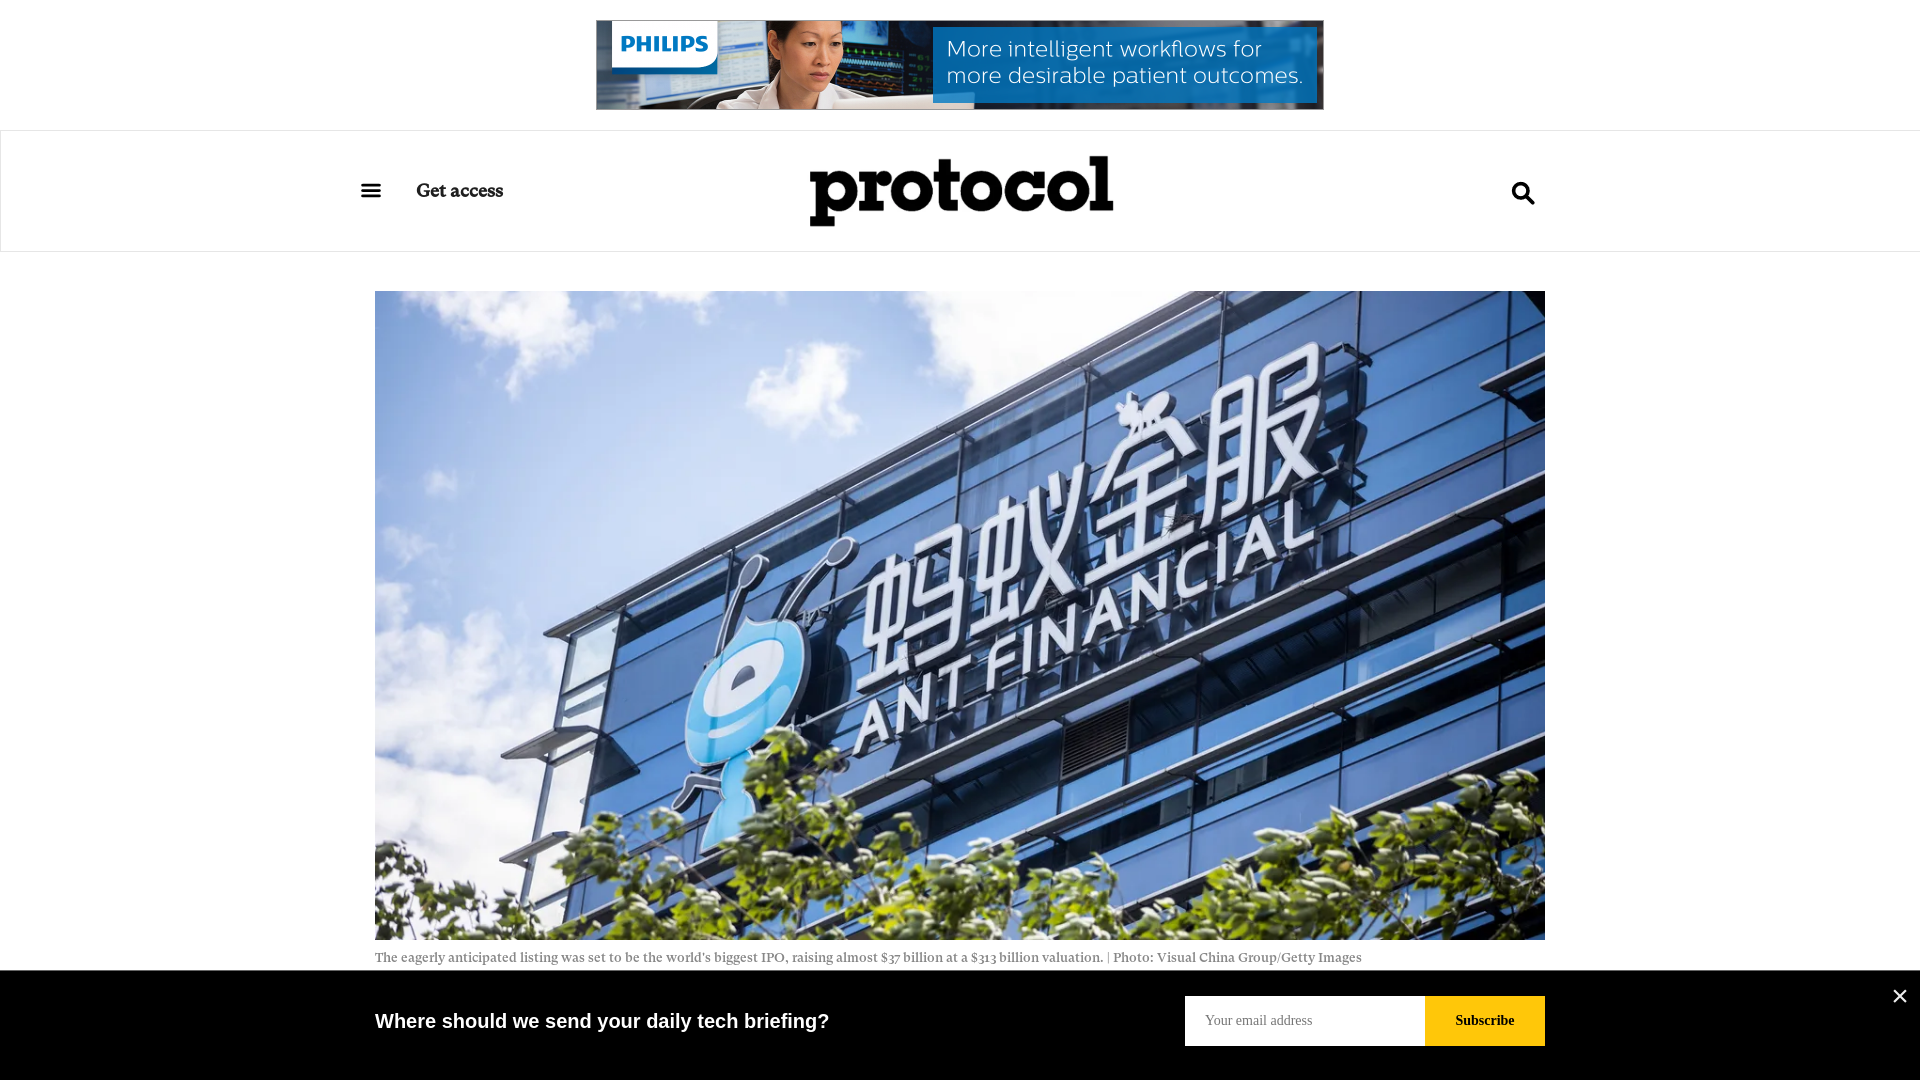 PHILIPS
More intelligent workflows for
more desirable patient outcomes.
Get access
protocol
蚂蚁金服
ANT FINANCIAL
The eagerly anticipated listing was set to be the world's biggest IPO, raising almost $37 billion at a $313 billion valuation. | Photo: Visual China Group/Getty Images
Where should we send your daily tech briefing?
Your email address
Subscribe